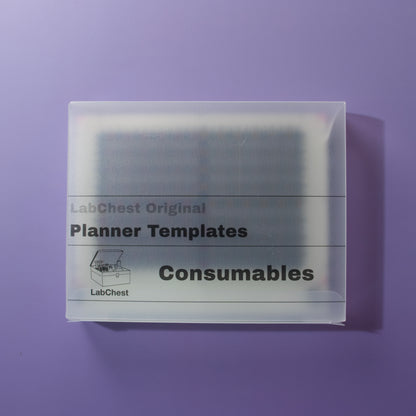 LabChest Original
Planner Templates
Consumables
LabChest